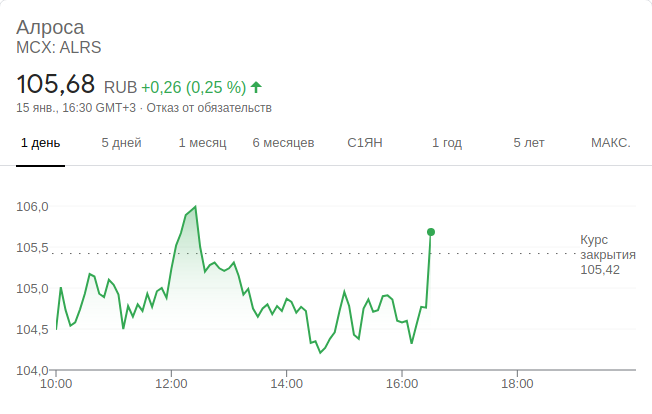 Алроса
MCX: ALRS
105,68 RUB +0,26 (0,25 %)
15 янв., 16:30 GMT+3 · Отказ от обязательств
1 день 5 дней 1 месяц 6 месяцев С1ЯН 1 год 5 лет МАКС.
106,0
105,5
Курс
закрытия
105,42
105,0
104,5
104,0
10:00 12:00 14:00 16:00 18:00